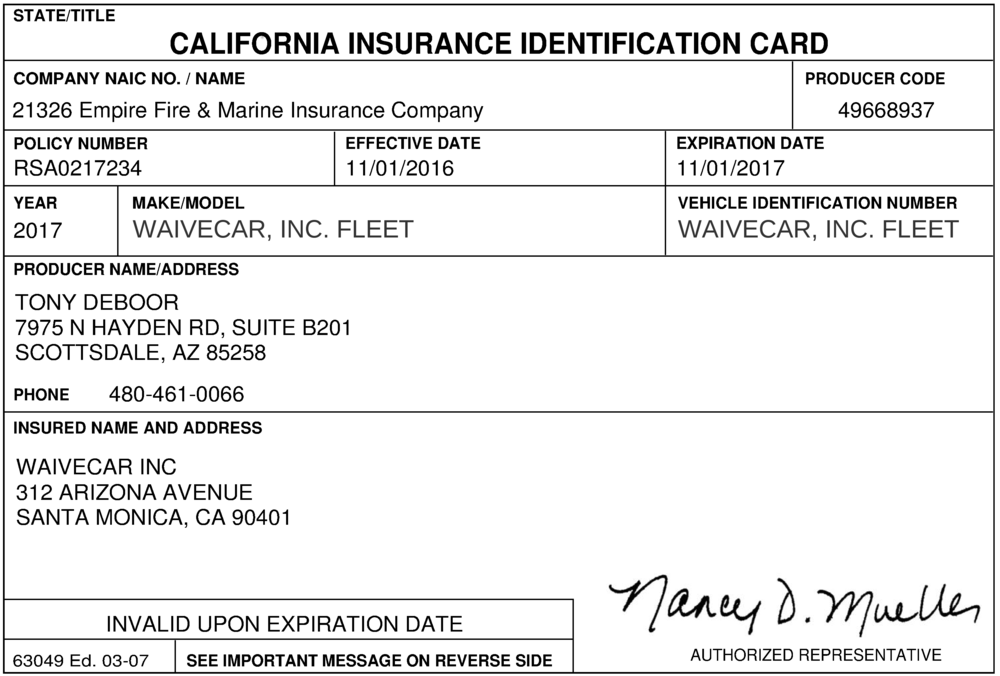 STATE/TITLE
CALIFORNIA INSURANCE IDENTIFICATION CARD
COMPANY NAIC NO. / NAME
21326 Empire Fire & Marine Insurance Company
PRODUCER CODE
49668937
POLICY NUMBER
RSA0217234
EFFECTIVE DATE
11/01/2016
EXPIRATION DATE
11/01/2017
YEAR
2017
MAKE/MODEL
WAIVECAR, INC. FLEET
VEHICLE IDENTIFICATION NUMBER
WAIVECAR, INC. FLEET
PRODUCER NAME/ADDRESS
TONY DEBOOR
7975 N HAYDEN RD, SUITE B201
SCOTTSDALE, AZ 85258
PHONE 480-461-0066
INSURED NAME AND ADDRESS
WAIVECAR INC
312 ARIZONA AVENUE
SANTA MONICA, CA 90401
INVALID UPON EXPIRATION DATE
63049 Ed. 03-07
SEE IMPORTANT MESSAGE ON REVERSE SIDE
Nancy D. Mueller
AUTHORIZED REPRESENTATIVE